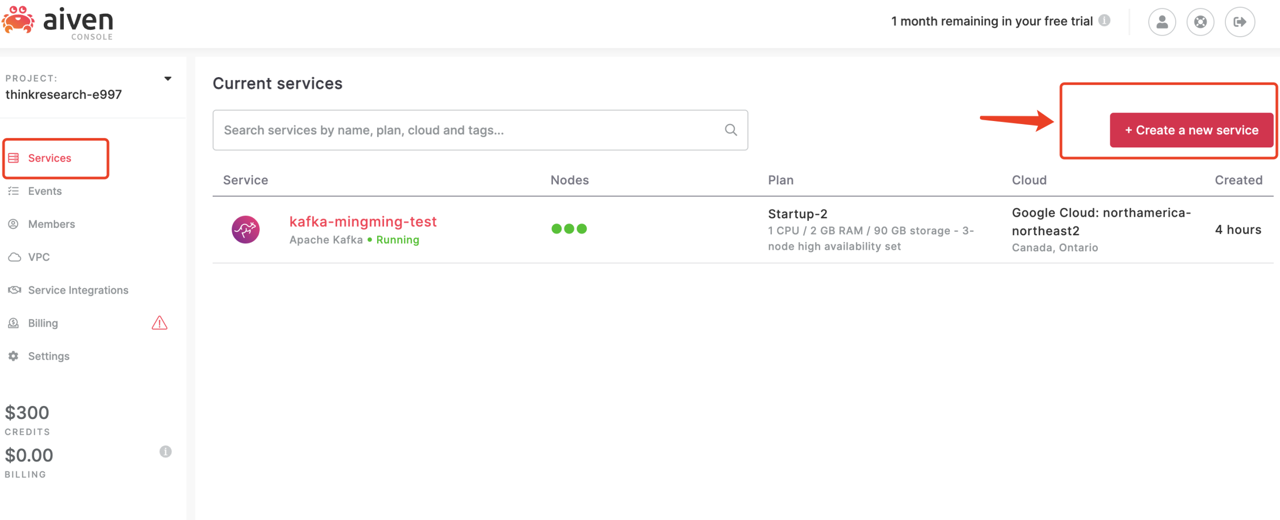 aiven
CONSOLE
1 month remaining in your free trial
PROJECT:
thinkresearch-e997
Services
Events
Members
VPC
Service Integrations
Billing
Settings
$300
CREDITS
$0.00
BILLING
Current services
Search services by name, plan, cloud and tags...
+ Create a new service
Service Nodes Plan Cloud Created
kafka-mingming-test
Apache Kafka • Running
Startup-2
1 CPU / 2 GB RAM / 90 GB storage - 3-
node high availability set
Google Cloud: northamerica-
northeast2
Canada, Ontario
4 hours